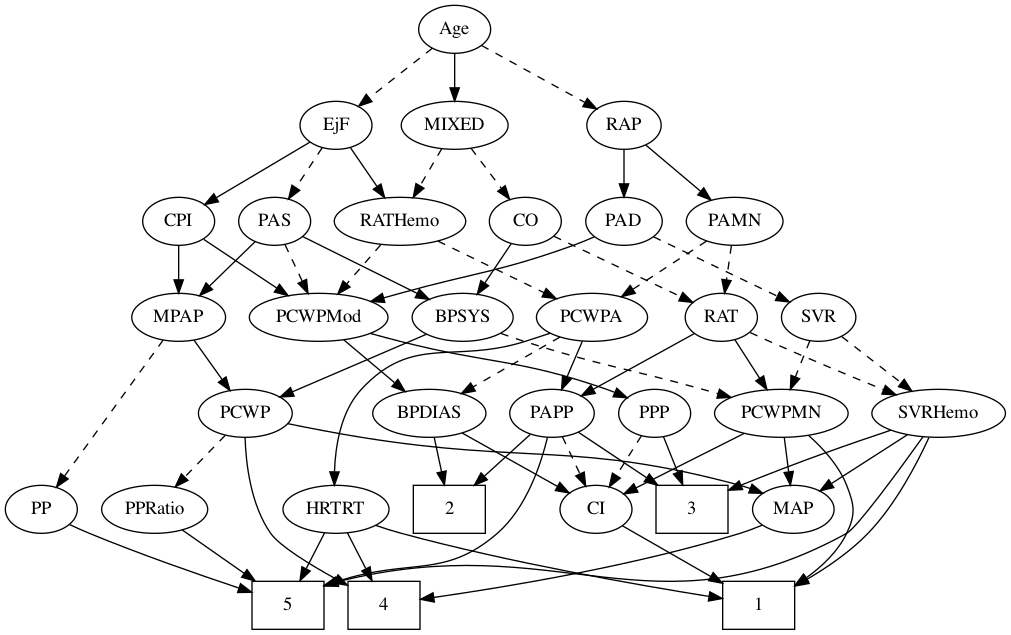 Age
EjF MIXED RAP
CPI PAS RATHemo CO PAD PAMN
MPAP PCWPMod BPSYS PCWPA RAT SVR
PCWP BPDIAS PAPP PPP PCWPMN SVRHemo
PP PPRatio HRTRT 2 CI 3 MAP
5 4 1